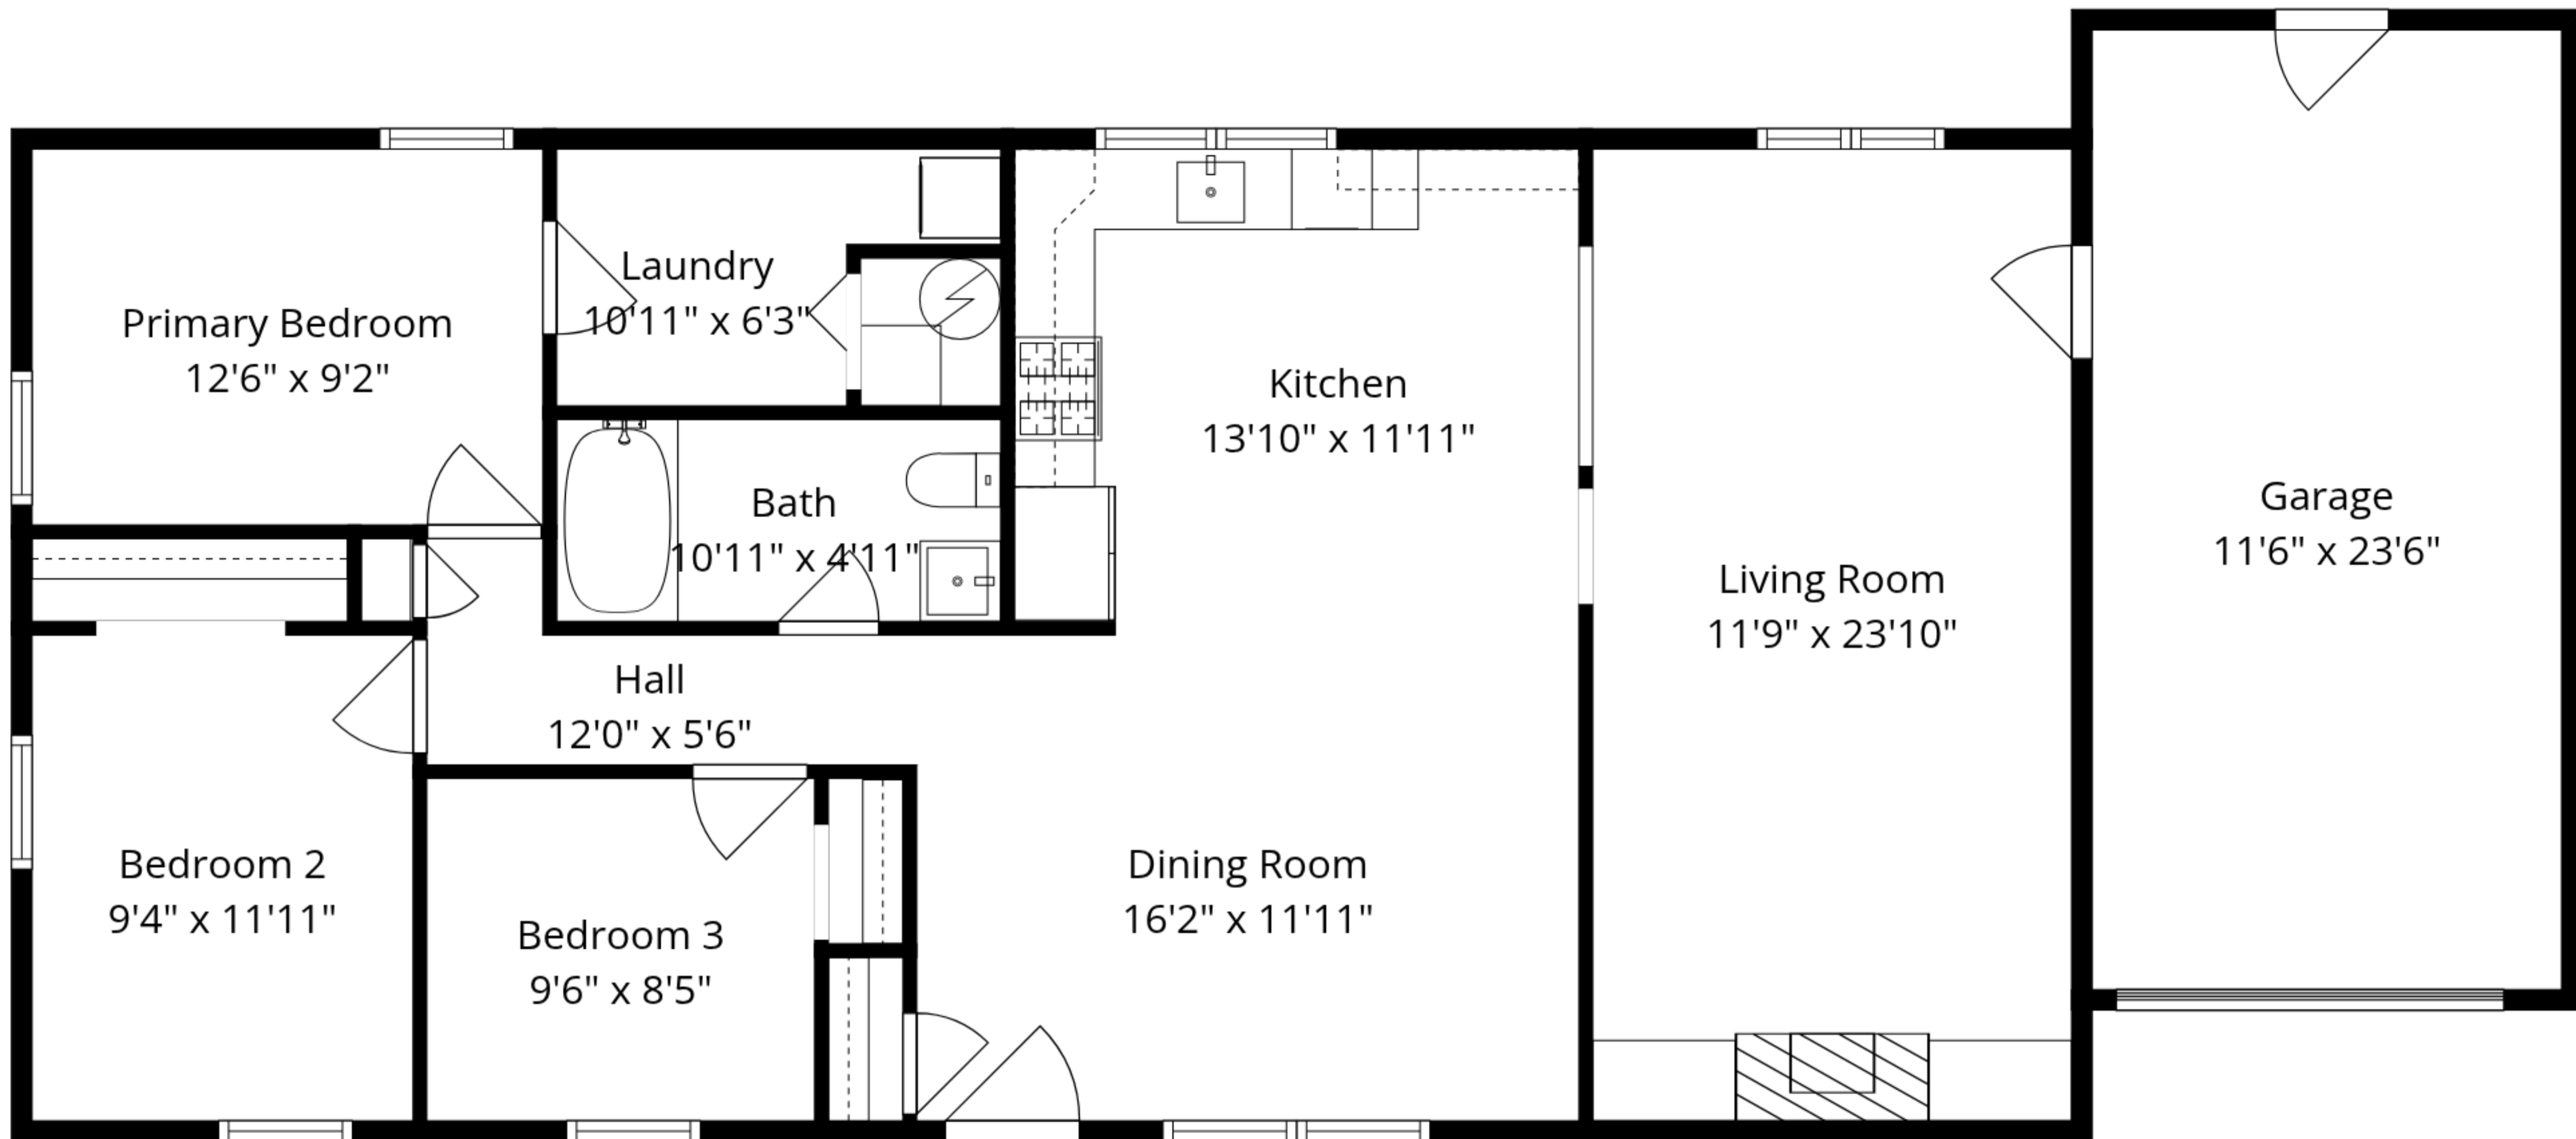 Primary Bedroom
12'6" x 9'2"
Laundry
10'11" x 6'3"
Bath
10'11" x 4'11"
Kitchen
13'10" x 11'11"
Living Room
11'9" x 23'10"
Garage
11'6" x 23'6"
Hall
12'0" x 5'6"
Bedroom 2
9'4" x 11'11"
Bedroom 3
9'6" x 8'5"
Dining Room
16'2" x 11'11"